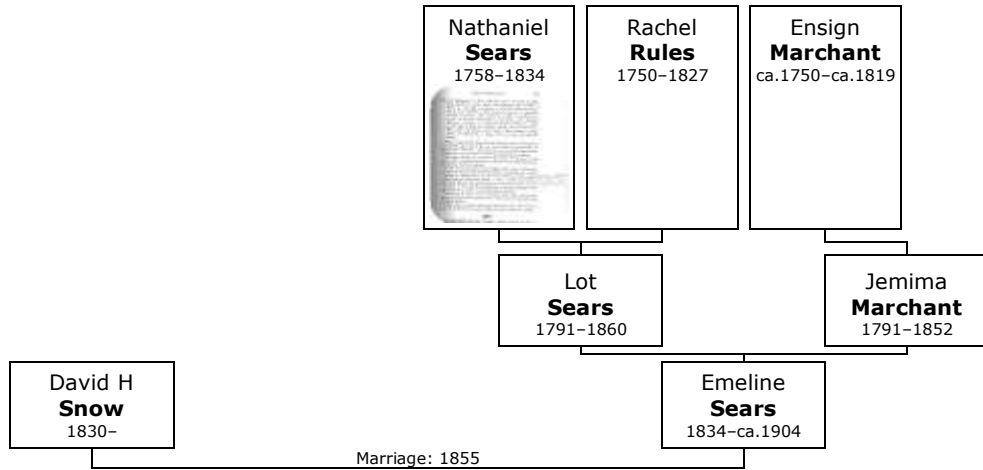 Nathaniel
Sears
1758–1834
Rachel
Rules
1750–1827
Ensign
Marchant
ca.1750–ca.1819
Lot
Sears
1791–1860
Jemima
Marchant
1791–1852
David H
Snow
1830–
Emeline
Sears
1834–ca.1904
Marriage: 1855